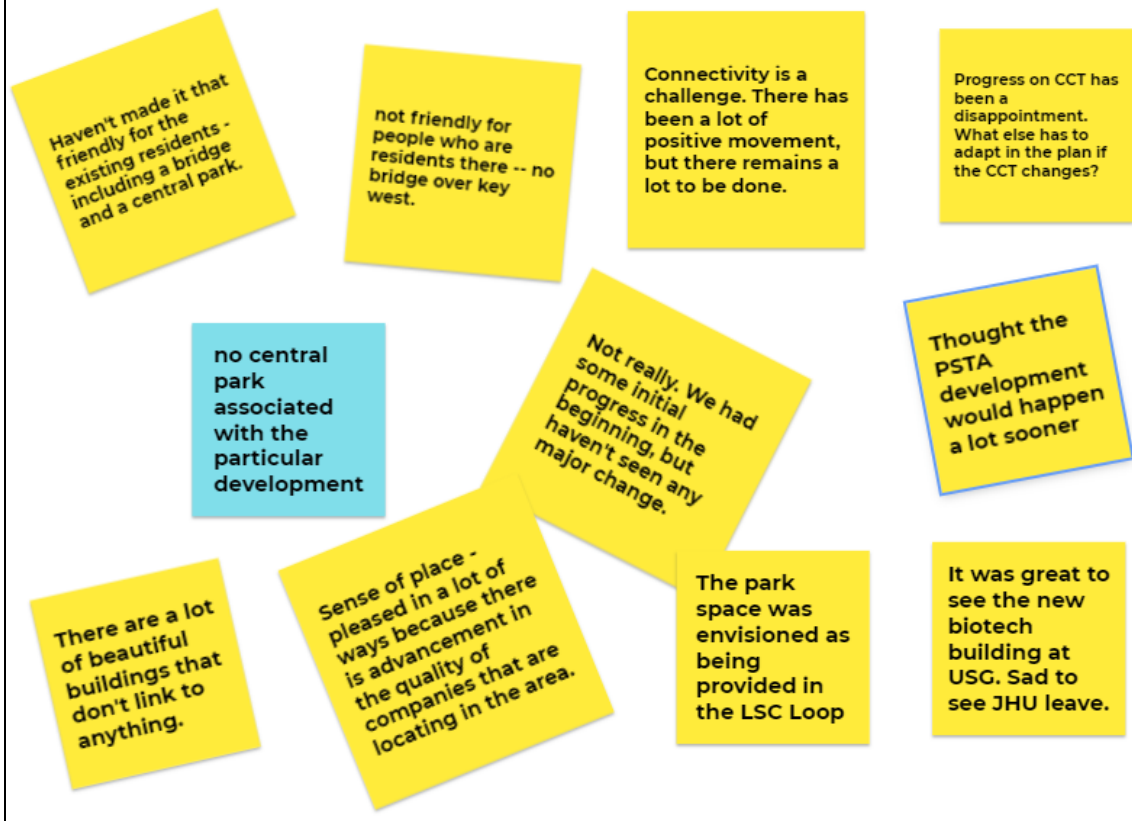 Haven't made it that
friendly for the
existing residents -
including a bridge
and a central park.
not friendly for
people who are
residents there -- no
bridge over key
west.
Connectivity is a
challenge. There has
been a lot of
positive movement,
but there remains a
lot to be done.
Progress on CCT has
been a
disappointment.
What else has to
adapt in the plan if
the CCT changes?
no central
park
associated
with the
particular
development
Not really. We had
some initial
progress in the
beginning, but
haven't seen any
major change.
Thought the
PSTA
development
would happen
a lot sooner
There are a lot
of beautiful
buildings that
don't link to
anything.
Sense of place -
pleased in a lot of
ways because there
is advancement in
the quality of
companies that are
locating in the area.
The park
space was
envisioned as
being
provided in
the LSC Loop
It was great to
see the new
biotech
building at
USG. Sad to
see JHU leave.